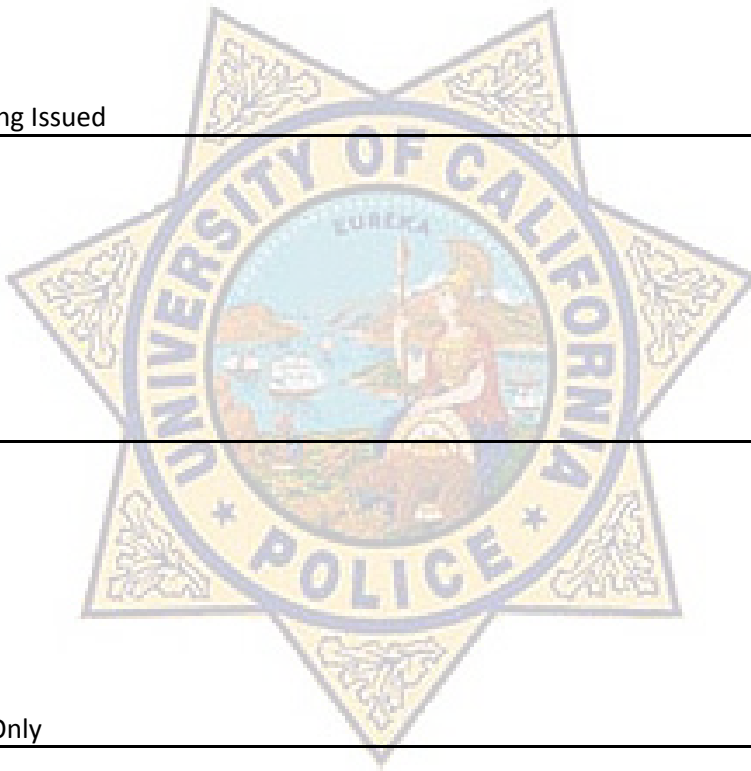 ng Issued
UNIVERSITY OF CALIFORNIA
EUREKA
* POLICE *
Only